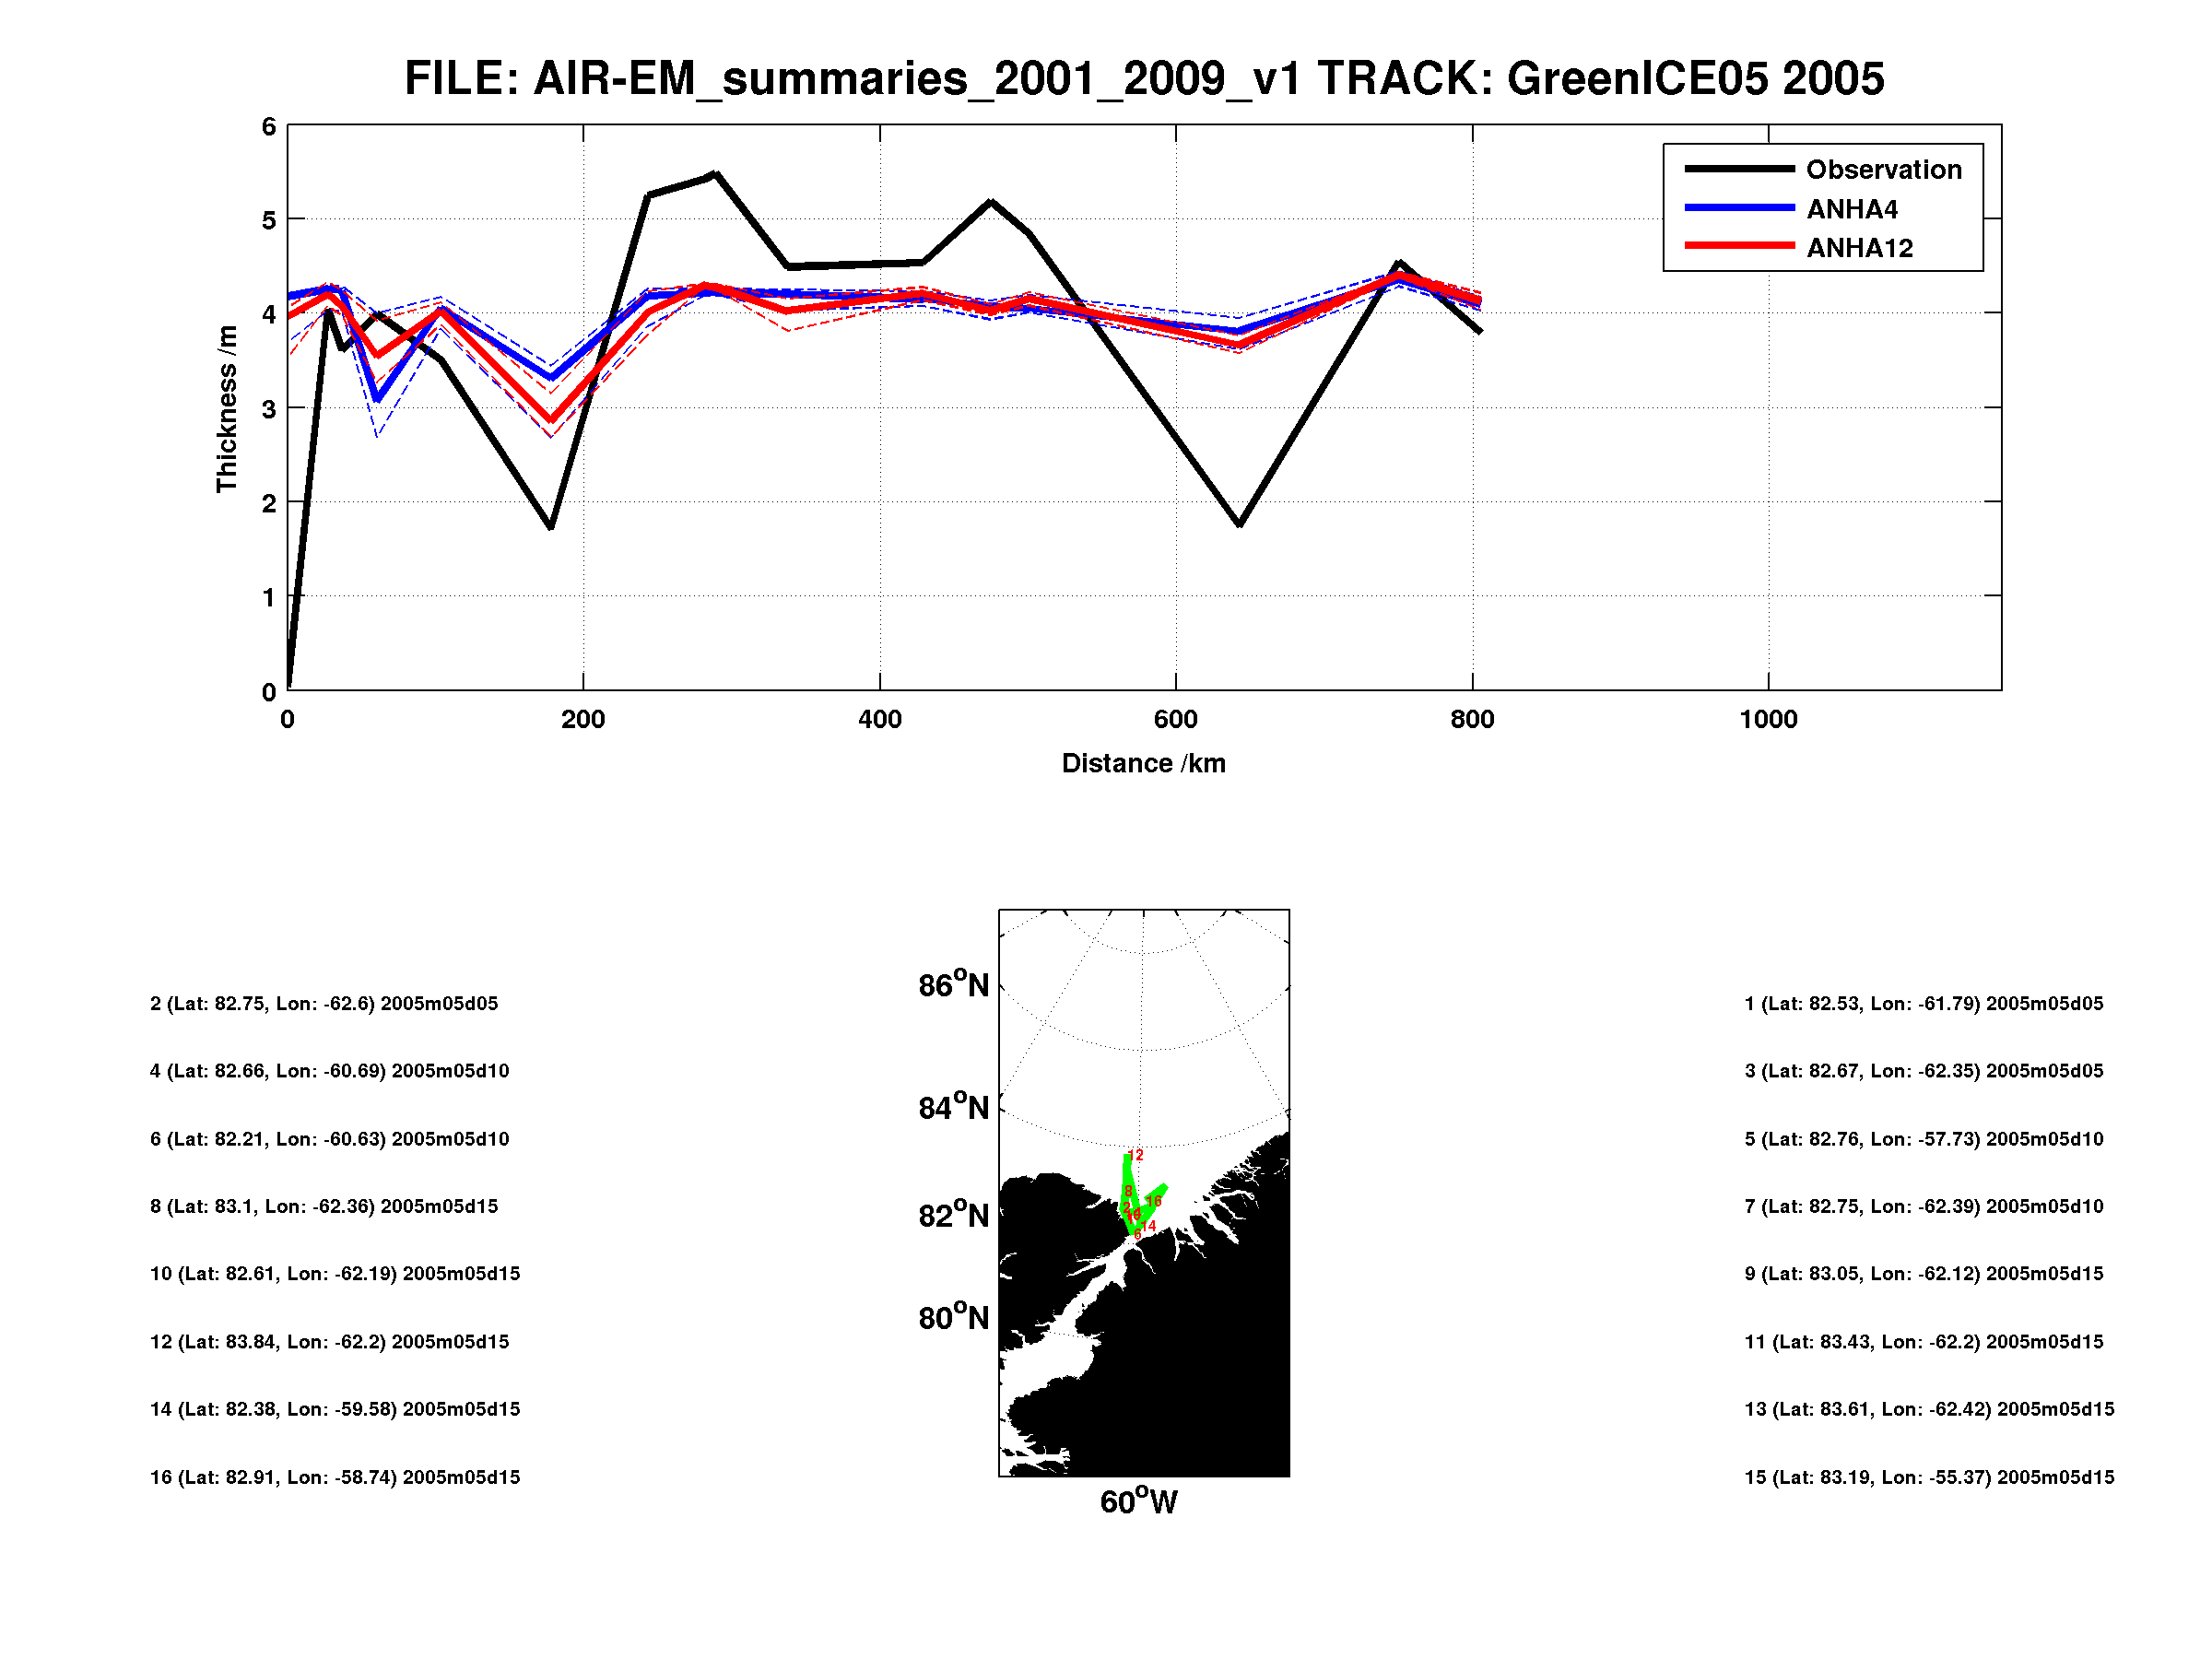 FILE: AIR-EM_summaries_2001_2009_v1 TRACK: GreenICE05 2005
6
5
4
3
2
1
0
Thickness /m
Observation
ANHA4
ANHA12
0 200 400 600 800 1000
Distance /km
86°N
84°N
82°N
80°N
60°W
12
8
2
16
14
6
2 (Lat: 82.75, Lon: -62.6) 2005m05d05
1 (Lat: 82.53, Lon: -61.79) 2005m05d05
4 (Lat: 82.66, Lon: -60.69) 2005m05d10
3 (Lat: 82.67, Lon: -62.35) 2005m05d05
6 (Lat: 82.21, Lon: -60.63) 2005m05d10
5 (Lat: 82.76, Lon: -57.73) 2005m05d10
8 (Lat: 83.1, Lon: -62.36) 2005m05d15
7 (Lat: 82.75, Lon: -62.39) 2005m05d10
10 (Lat: 82.61, Lon: -62.19) 2005m05d15
9 (Lat: 83.05, Lon: -62.12) 2005m05d15
12 (Lat: 83.84, Lon: -62.2) 2005m05d15
11 (Lat: 83.43, Lon: -62.2) 2005m05d15
14 (Lat: 82.38, Lon: -59.58) 2005m05d15
13 (Lat: 83.61, Lon: -62.42) 2005m05d15
16 (Lat: 82.91, Lon: -58.74) 2005m05d15
15 (Lat: 83.19, Lon: -55.37) 2005m05d15